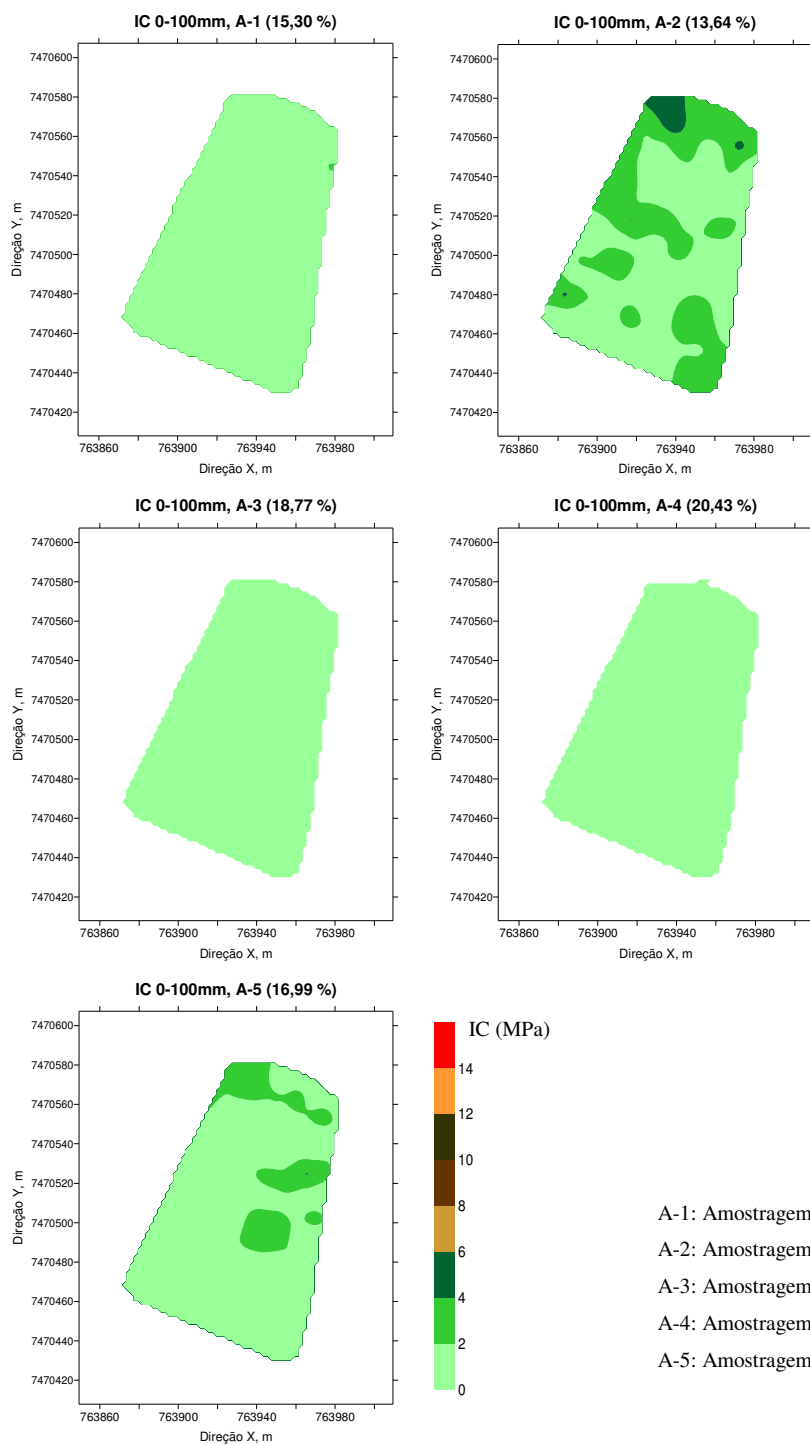 IC 0-100mm, A-1 (15,30 %)
7470600
7470580
7470560
7470540
7470520
7470500
7470480
7470460
7470440
7470420
Direção Y, m
763860 763900 763940 763980
Direção X, m
IC 0-100mm, A-2 (13,64 %)
7470600
7470580
7470560
7470540
7470520
7470500
7470480
7470460
7470440
7470420
Direção Y, m
763860 763900 763940 763980
Direção X, m
IC 0-100mm, A-3 (18,77 %)
7470600
7470580
7470560
7470540
7470520
7470500
7470480
7470460
7470440
7470420
Direção Y, m
763860 763900 763940 763980
Direção X, m
IC 0-100mm, A-4 (20,43 %)
7470600
7470580
7470560
7470540
7470520
7470500
7470480
7470460
7470440
7470420
Direção Y, m
763860 763900 763940 763980
Direção X, m
IC 0-100mm, A-5 (16,99 %)
7470600
7470580
7470560
7470540
7470520
7470500
7470480
7470460
7470440
7470420
Direção Y, m
763860 763900 763940 763980
Direção X, m
IC (MPa)
14
12
10
8
6
4
2
0
A-1: Amostragem
A-2: Amostragem
A-3: Amostragem
A-4: Amostragem
A-5: Amostragem